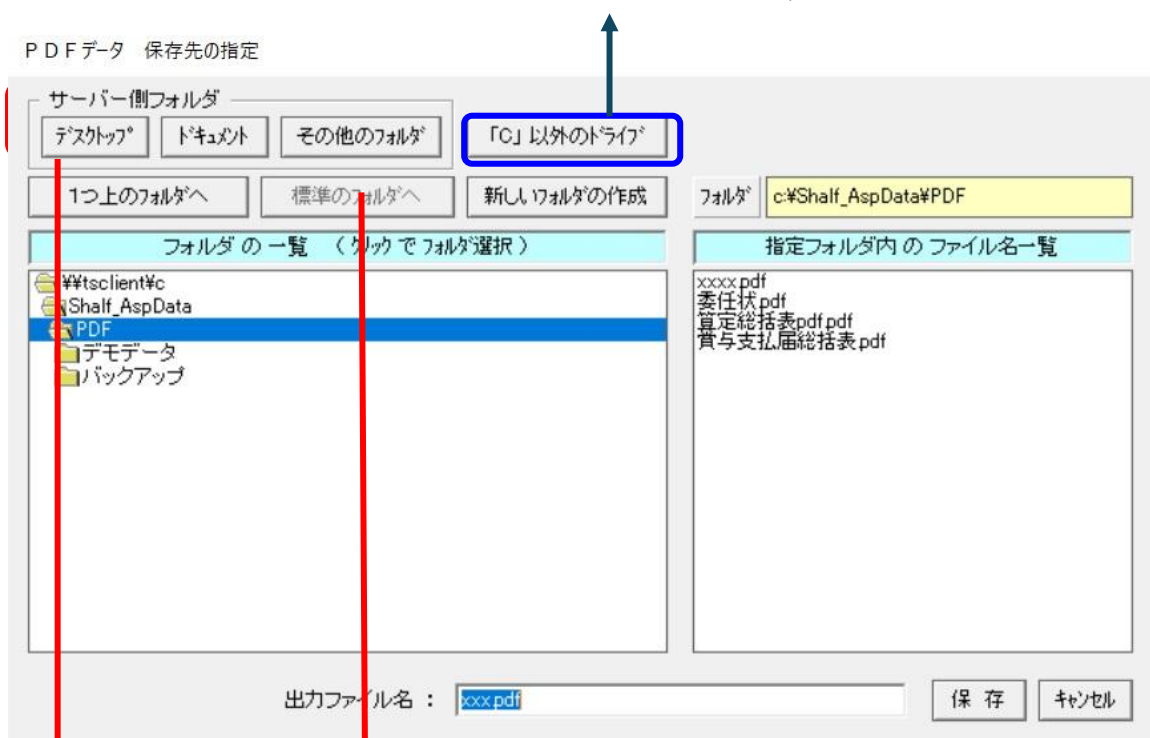 ＰＤＦデータ　保存先の指定
サーバー側フォルダ
ﾃﾞｽｸﾄｯﾌﾟ
ﾄﾞｷｭﾒﾝﾄ
その他のﾌｫﾙﾀﾞ
「C」以外のﾄﾞﾗｲﾌﾞ
1つ上のﾌｫﾙﾀﾞへ
標準のﾌｫﾙﾀﾞへ
新しいﾌｫﾙﾀﾞの作成
ﾌｫﾙﾀﾞ
c:¥Shalf_AspData¥PDF
フォルダ の 一覧　（ ｸﾘｯｸ で ﾌｫﾙﾀﾞ選択 ）
指定フォルダ内 の ファイル名一覧
¥¥tsclient¥c
Shalf_AspData
PDF
デモデータ
バックアップ
xxxx.pdf
委任状.pdf
算定総括表pdf.pdf
賞与支払届総括表.pdf
出力ファイル名 ：
xxx.pdf
保 存
ｷｬﾝｾﾙ